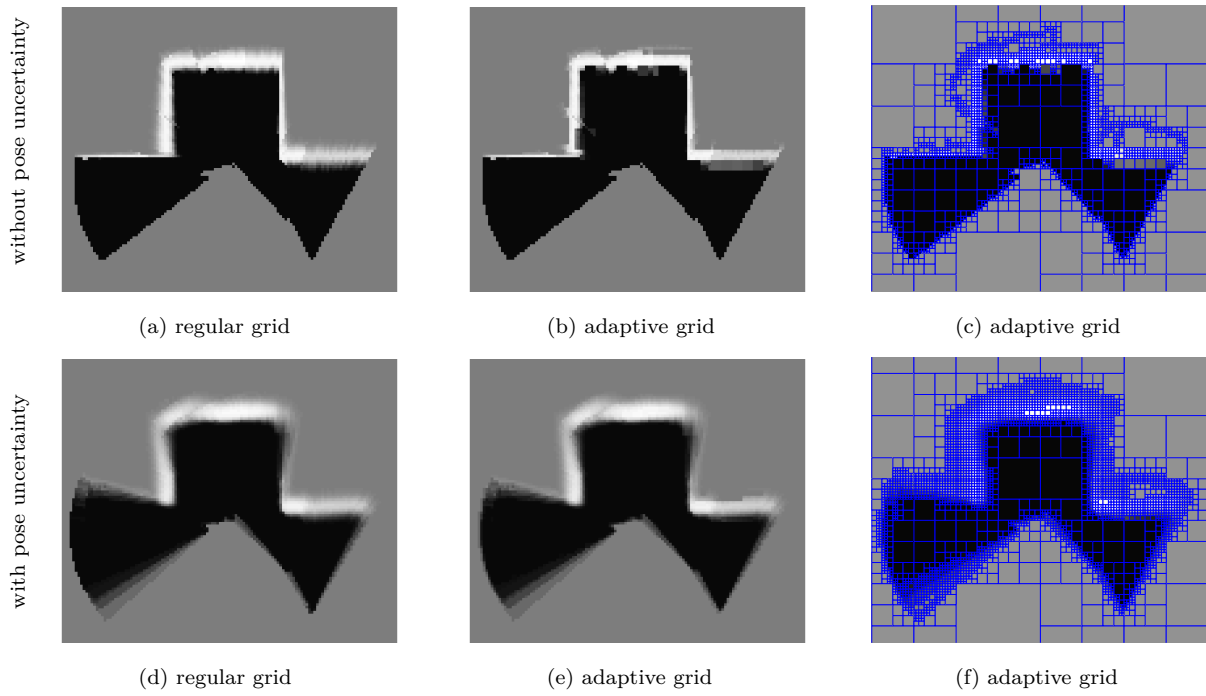 without pose uncertainty
(a) regular grid
(b) adaptive grid
(c) adaptive grid
with pose uncertainty
(d) regular grid
(e) adaptive grid
(f) adaptive grid